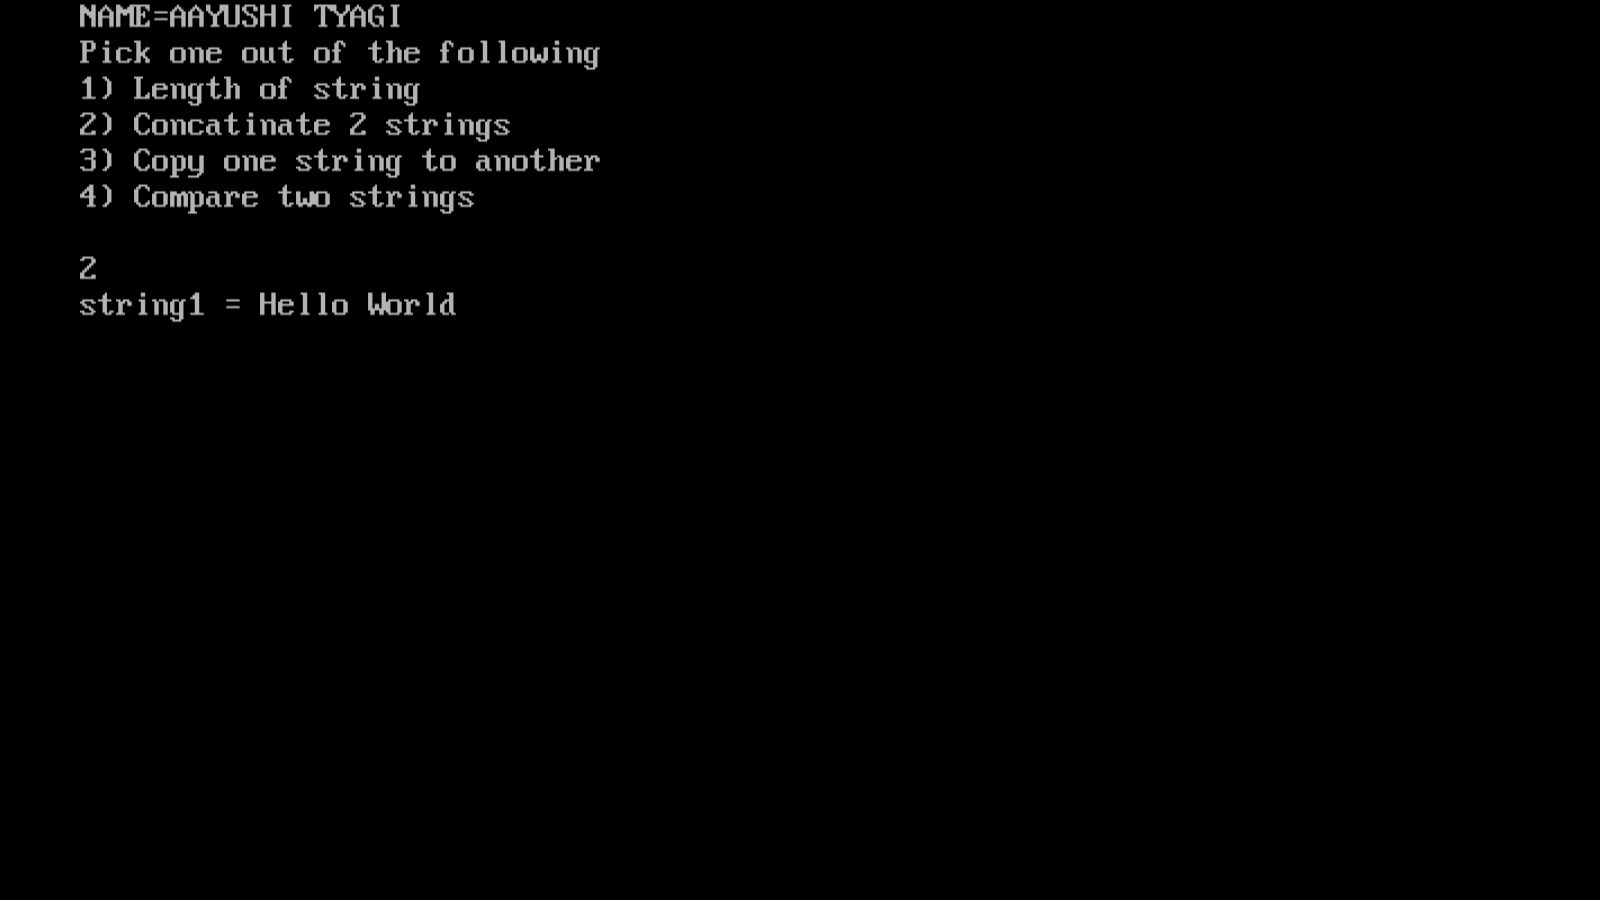 NAME=AAYUSHI TYAGI
Pick one out of the following
1) Length of string
2) Concatinate 2 strings
3) Copy one string to another
4) Compare two strings
2
string1 = Hello World